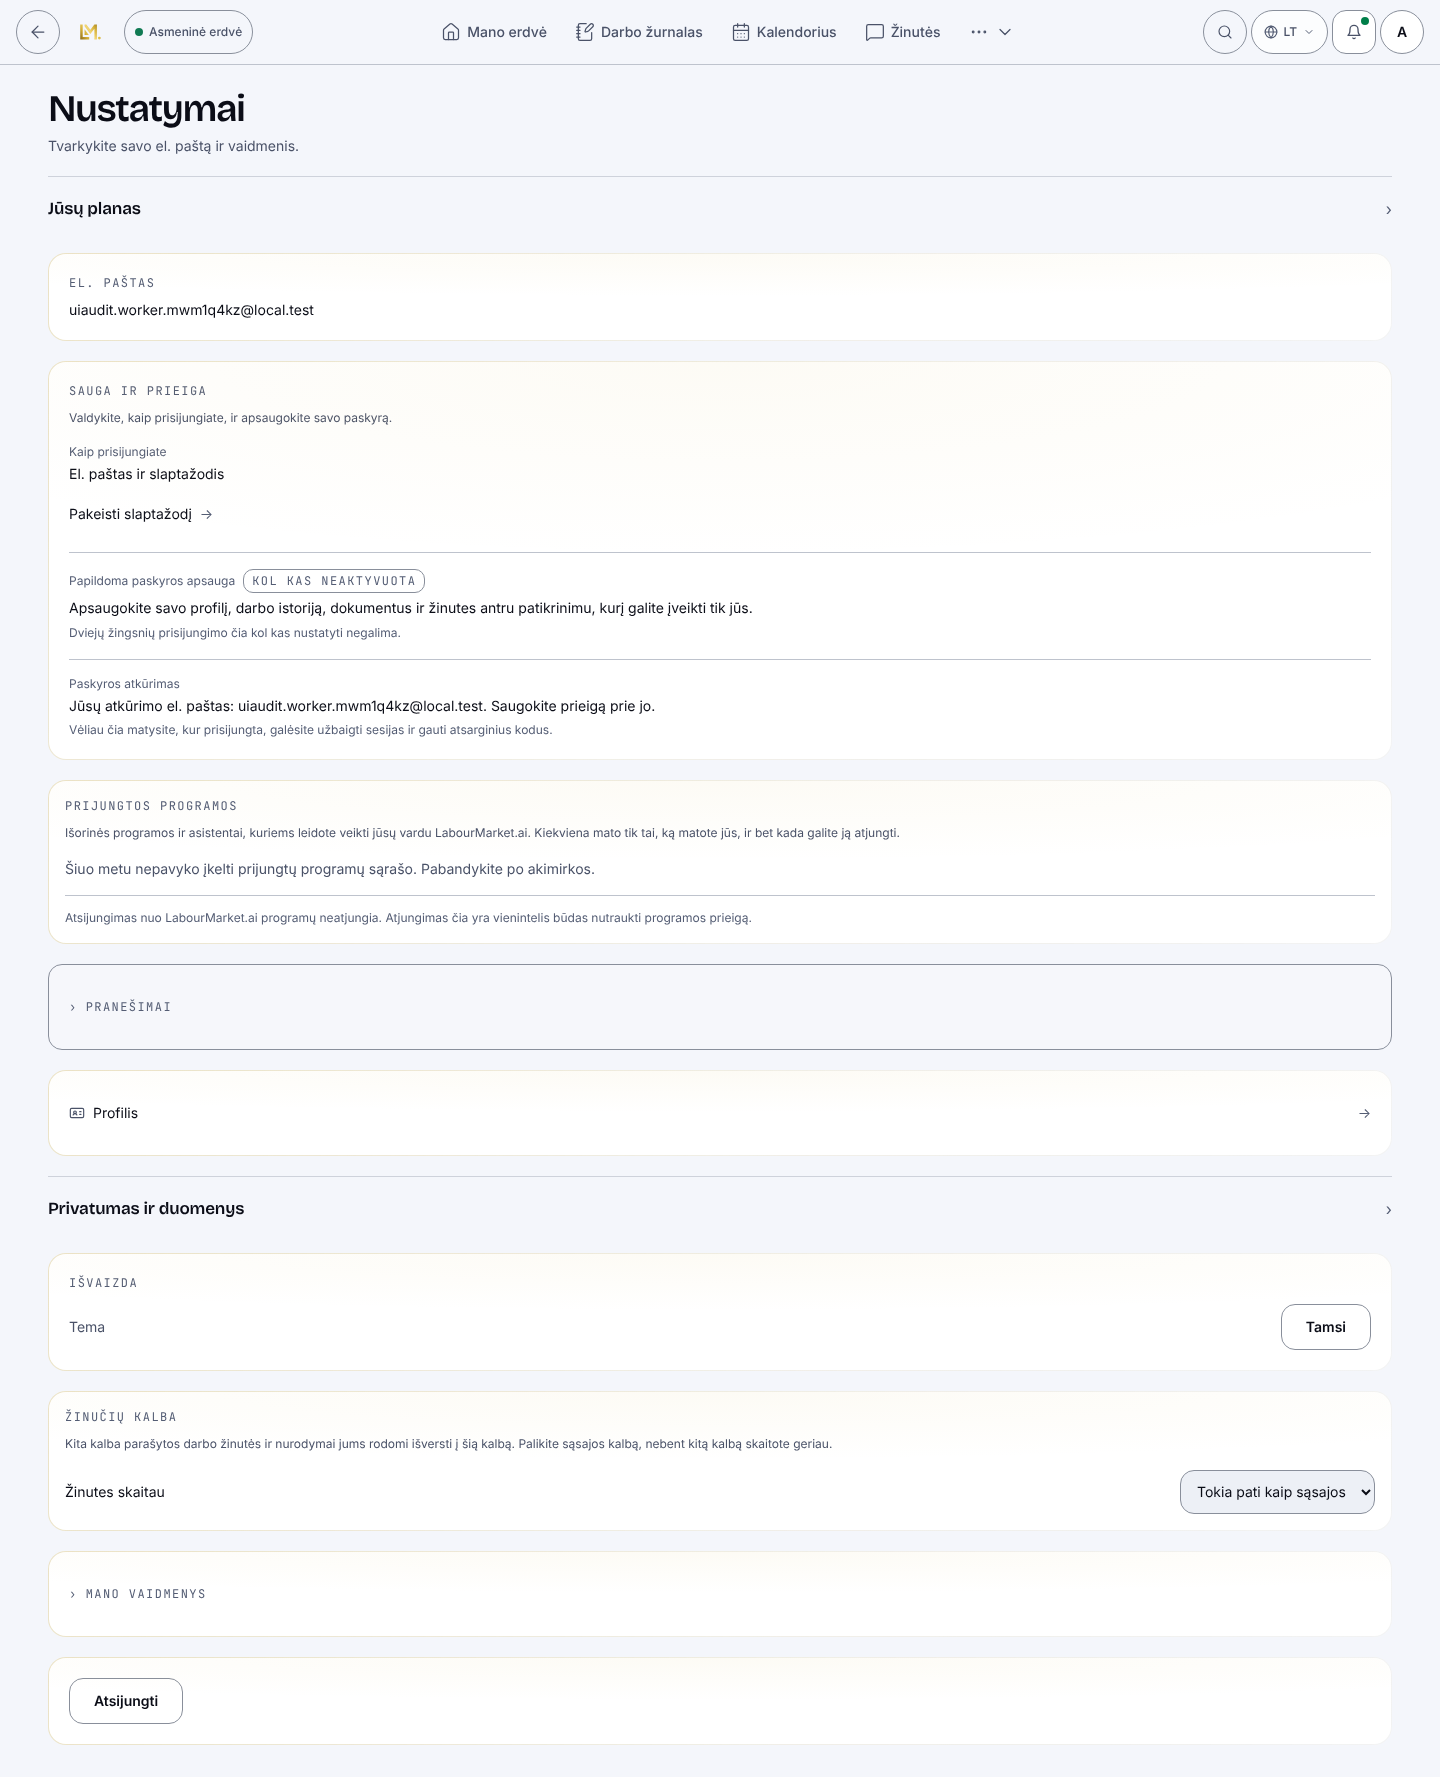 LM.
Asmeninė erdvė
Mano erdvė
Darbo žurnalas
Kalendorius
Žinutės
LT
A
Nustatymai
Tvarkykite savo el. paštą ir vaidmenis.
Jūsų planas
EL. PAŠTAS
uiaudit.worker.mwm1q4kz@local.test
SAUGA IR PRIEIGA
Valdykite, kaip prisijungiate, ir apsaugokite savo paskyrą.
Kaip prisijungiate
El. paštas ir slaptažodis
Pakeisti slaptažodį →
Papildoma paskyros apsauga KOL KAS NEAKTYVUOTA
Apsaugokite savo profilį, darbo istoriją, dokumentus ir žinutes antru patikrinimu, kurį galite įveikti tik jūs.
Dviejų žingsnių prisijungimo čia kol kas nustatyti negalima.
Paskyros atkūrimas
Jūsų atkūrimo el. paštas: uiaudit.worker.mwm1q4kz@local.test. Saugokite prieigą prie jo.
Vėliau čia matysite, kur prisijungta, galėsite užbaigti sesijas ir gauti atsarginius kodus.
PRIJUNGTOS PROGRAMOS
Išorinės programos ir asistentai, kuriems leidote veikti jūsų vardu LabourMarket.ai. Kiekviena mato tik tai, ką matote jūs, ir bet kada galite ją atjungti.
Šiuo metu nepavyko įkelti prijungtų programų sąrašo. Pabandykite po akimirkos.
Atsijungimas nuo LabourMarket.ai programų neatjungia. Atjungimas čia yra vienintelis būdas nutraukti programos prieigą.
› PRANEŠIMAI
Profilis →
Privatumas ir duomenys
IŠVAIZDA
Tema
Tamsi
ŽINUČIŲ KALBA
Kita kalba parašytos darbo žinutės ir nurodymai jums rodomi išversti į šią kalbą. Palikite sąsajos kalbą, nebent kitą kalbą skaitote geriau.
Žinutes skaitau
Tokia pati kaip sąsajos
› MANO VAIDMENYS
Atsijungti